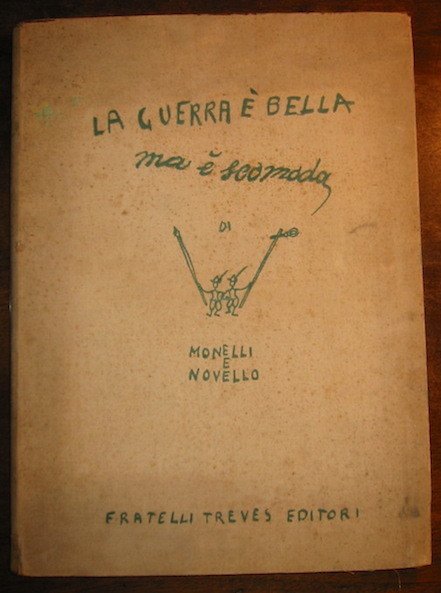 LA GUERRA È BELLA
ma è scomoda
DI
MONELLI
E
NOVELLO
FRATELLI TREVES EDITORI